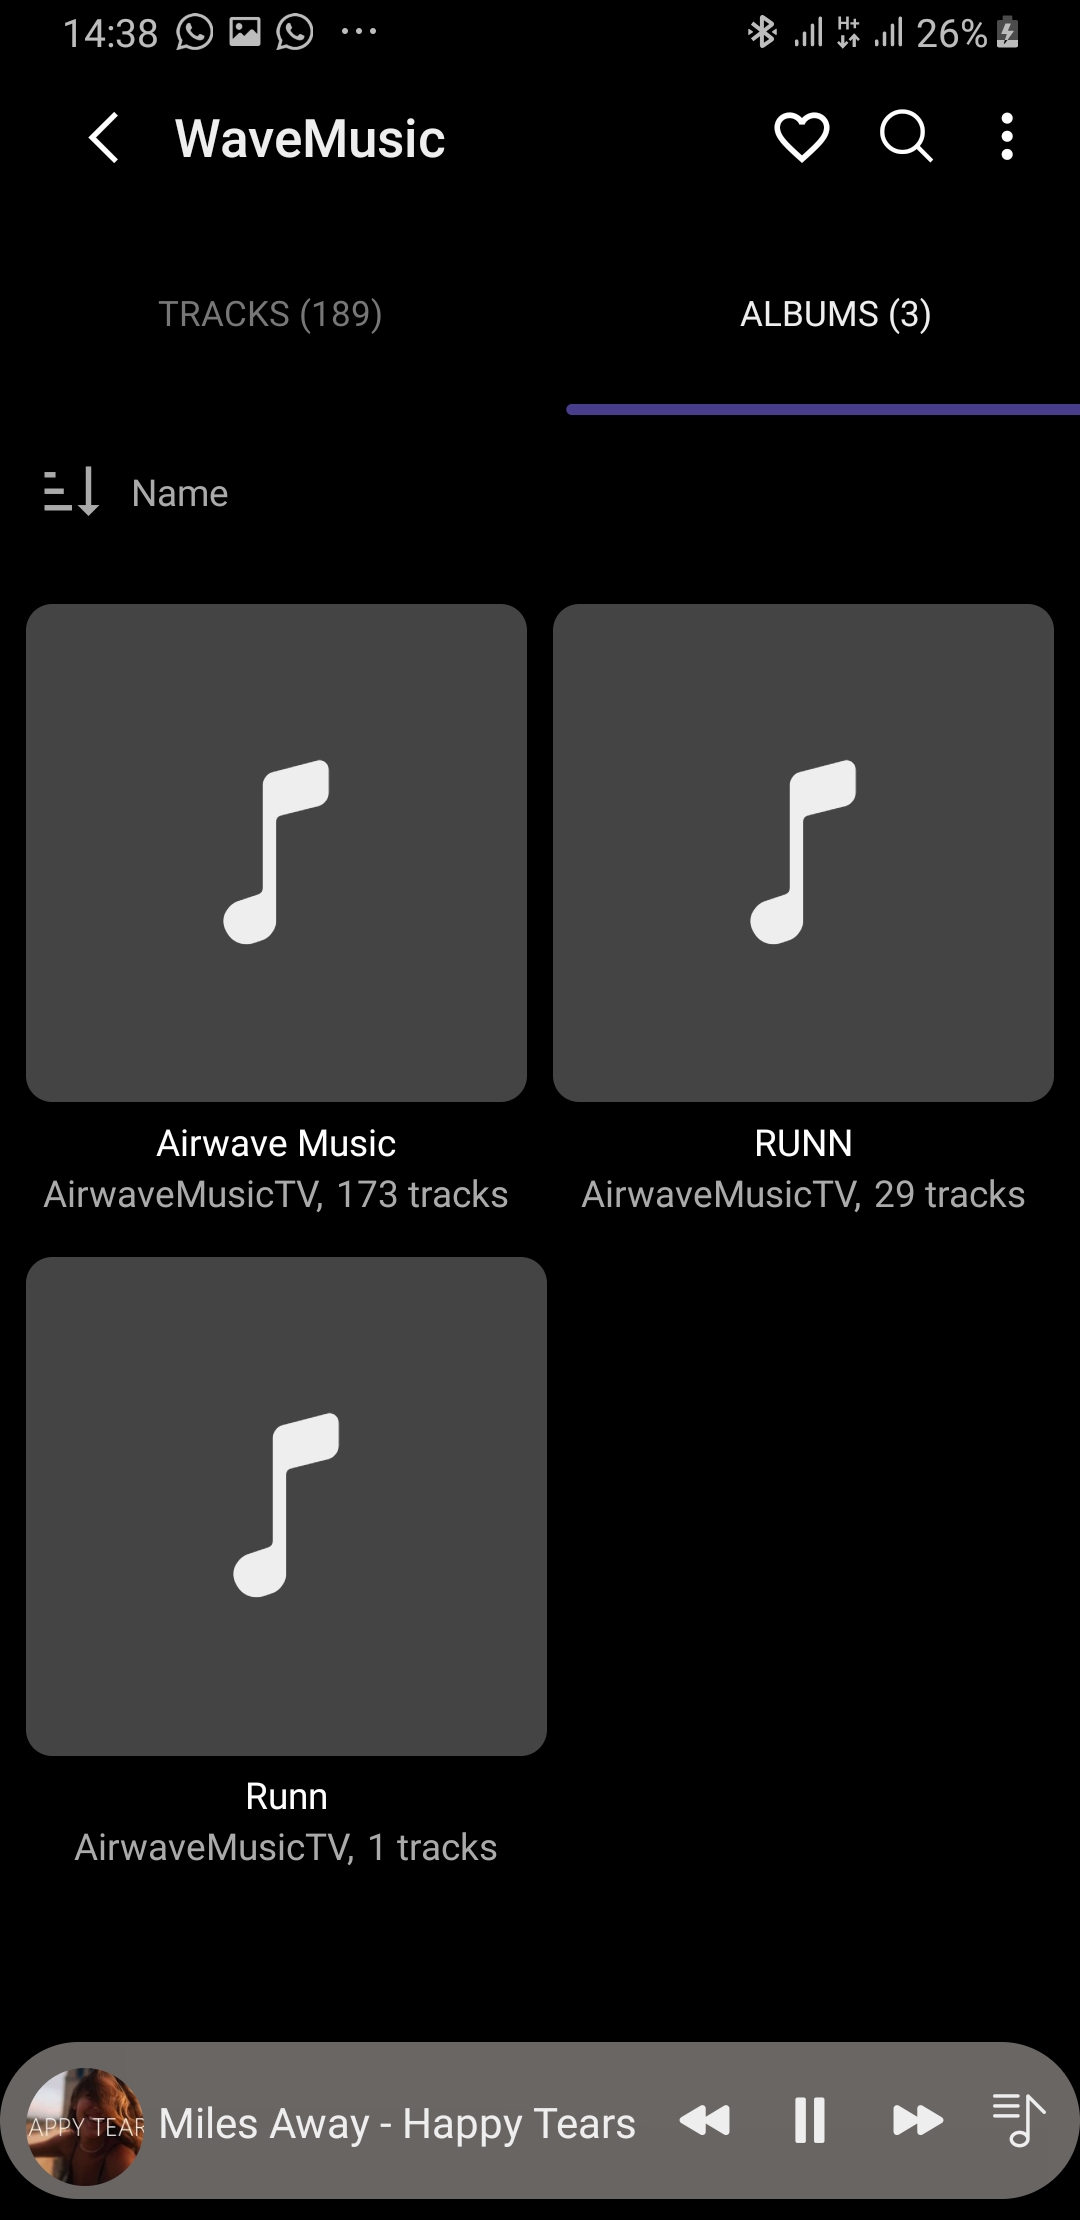 14:38
H+
26%
WaveMusic
TRACKS (189)
ALBUMS (3)
Name
Airwave Music
AirwaveMusicTV, 173 tracks
RUNN
AirwaveMusicTV, 29 tracks
Runn
AirwaveMusicTV, 1 tracks
APPY TEAR
Miles Away - Happy Tears